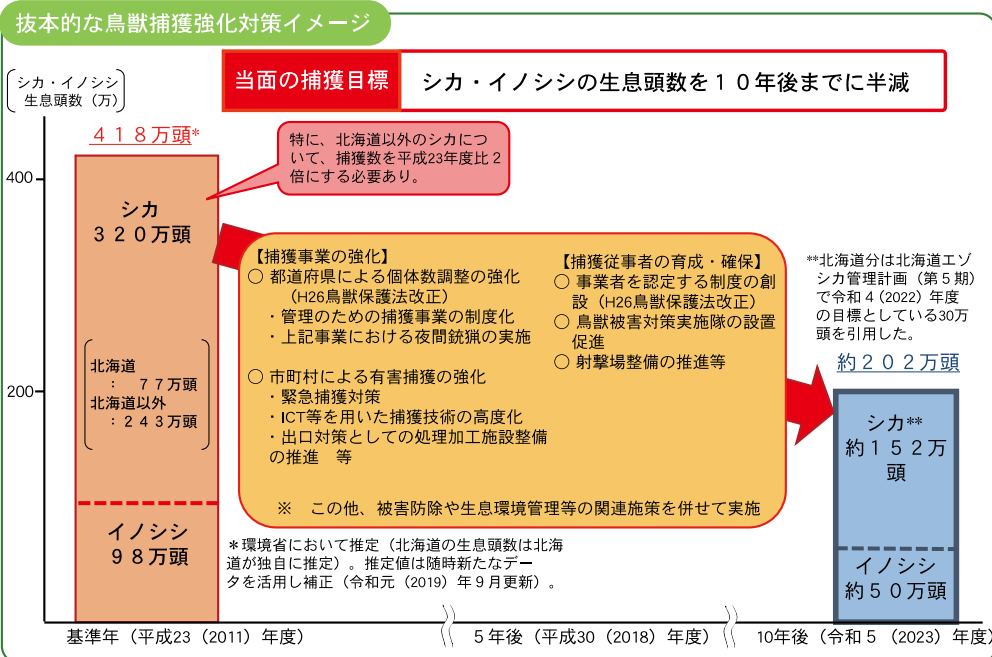 抜本的な鳥獣捕獲強化対策イメージ
当面の捕獲目標
シカ・イノシシの生息頭数を１０年後までに半減
シカ・イノシシ
生息頭数（万）
４１８万頭*
特に、北海道以外のシカにつ
いて、捕獲数を平成23年度比２
倍にする必要あり。
400
シカ
３２０万頭
北海道
：　７７万頭
北海道以外
：２４３万頭
200
イノシシ
９８万頭
【捕獲事業の強化】
○ 都道府県による個体数調整の強化
（H26鳥獣保護法改正）
・管理のための捕獲事業の制度化
・上記事業における夜間銃猟の実施
○ 市町村による有害捕獲の強化
・緊急捕獲対策
・ICT等を用いた捕獲技術の高度化
・出口対策としての処理加工施設整備
の推進　等
【捕獲従事者の育成・確保】
○ 事業者を認定する制度の創
設（H26鳥獣保護法改正）
○ 鳥獣被害対策実施隊の設置
促進
○ 射撃場整備の推進等
※　この他、被害防除や生息環境管理等の関連施策を併せて実施
**北海道分は北海道エゾ
シカ管理計画（第５期）
で令和４(2022）年度
の目標としている30万
頭を引用した。
約２０２万頭
シカ**
約１５２万
頭
イノシシ
約５０万頭
＊環境省において推定（北海道の生息頭数は北海
道が独自に推定）。推定値は随時新たなデー
タを活用し補正（令和元（2019）年９月更新）。
基準年（平成23（2011）年度）
５年後（平成30（2018）年度）
10年後（令和５（2023）年度）